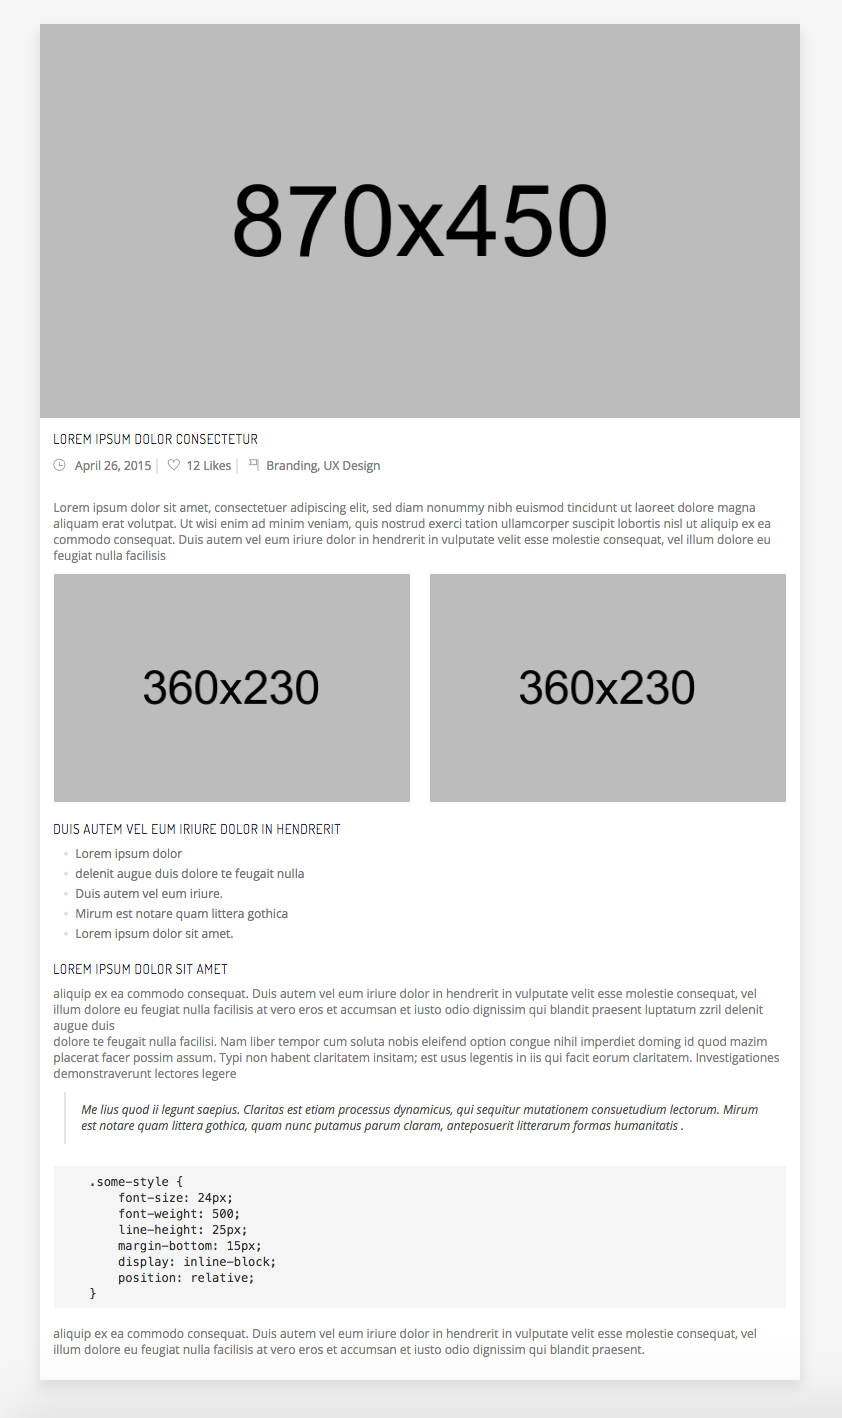 870x450
LOREM IPSUM DOLOR CONSECTETUR
April 26, 2015 12 Likes Branding, UX Design
Lorem ipsum dolor sit amet, consectetuer adipiscing elit, sed diam nonummy nibh euismod tincidunt ut laoreet dolore magna
aliquam erat volutpat. Ut wisi enim ad minim veniam, quis nostrud exerci tation ullamcorper suscipit lobortis nisl ut aliquip ex ea
commodo consequat. Duis autem vel eum iriure dolor in hendrerit in vulputate velit esse molestie consequat, vel illum dolore eu
feugiat nulla facilisis
360x230 360x230
DUIS AUTEM VEL EUM IRIURE DOLOR IN HENDRERIT
Lorem ipsum dolor
delenit augue duis dolore te feugait nulla
Duis autem vel eum iriure.
Mirum est notare quam littera gothica
Lorem ipsum dolor sit amet.
LOREM IPSUM DOLOR SIT AMET
aliquip ex ea commodo consequat. Duis autem vel eum iriure dolor in hendrerit in vulputate velit esse molestie consequat, vel
illum dolore eu feugiat nulla facilisis at vero eros et accumsan et iusto odio dignissim qui blandit praesent luptatum zzril delenit
augue duis
dolore te feugait nulla facilisi. Nam liber tempor cum soluta nobis eleifend option congue nihil imperdiet doming id quod mazim
placerat facer possim assum. Typi non habent claritatem insitam; est usus legentis in iis qui facit eorum claritatem. Investigationes
demonstraverunt lectores legere
Me lius quod ii legunt saepius. Claritas est etiam processus dynamicus, qui sequitur mutationem consuetudium lectorum. Mirum
est notare quam littera gothica, quam nunc putamus parum claram, anteposuerit litterarum formas humanitatis .
.some-style {
font-size: 24px;
font-weight: 500;
line-height: 25px;
margin-bottom: 15px;
display: inline-block;
position: relative;
}
aliquip ex ea commodo consequat. Duis autem vel eum iriure dolor in hendrerit in vulputate velit esse molestie consequat, vel
illum dolore eu feugiat nulla facilisis at vero eros et accumsan et iusto odio dignissim qui blandit praesent.